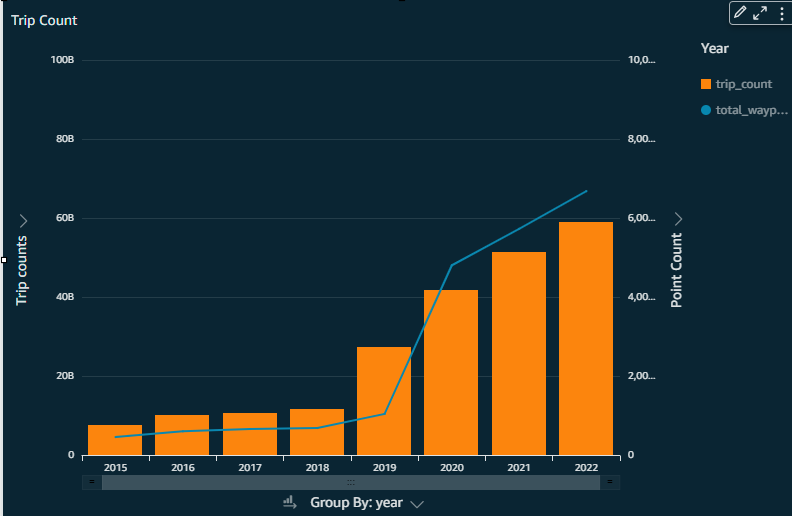 Trip Count
Year
trip_count
total_wayp...
100B
80B
60B
40B
20B
0
10,0...
8,00...
6,00...
4,00...
2,00...
0
Trip counts
Point Count
2015 2016 2017 2018 2019 2020 2021 2022
Group By: year